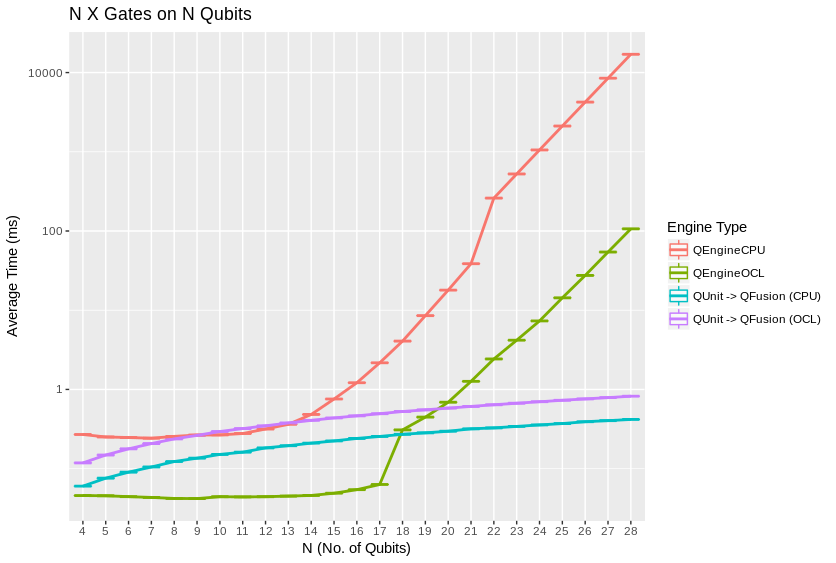 N X Gates on N Qubits
10000
100
1
Average Time (ms)
4 5 6 7 8 9 10 11 12 13 14 15 16 17 18 19 20 21 22 23 24 25 26 27 28
N (No. of Qubits)
Engine Type
QEngineCPU
QEngineOCL
QUnit -> QFusion (CPU)
QUnit -> QFusion (OCL)